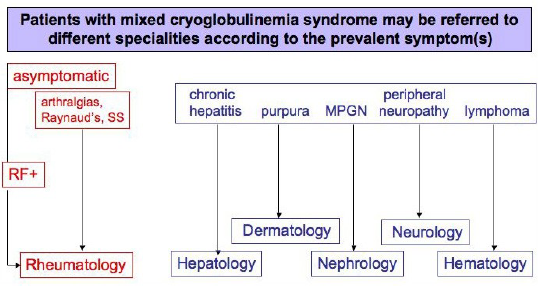 Patients with mixed cryoglobulinemia syndrome may be referred to
different specialities according to the prevalent symptom(s)
asymptomatic
arthralgias,
Raynaud's, SS
RF+
Rheumatology
chronic
hepatitis
purpura
MPGN
peripheral
neuropathy
lymphoma
Dermatology
Neurology
Hepatology
Nephrology
Hematology